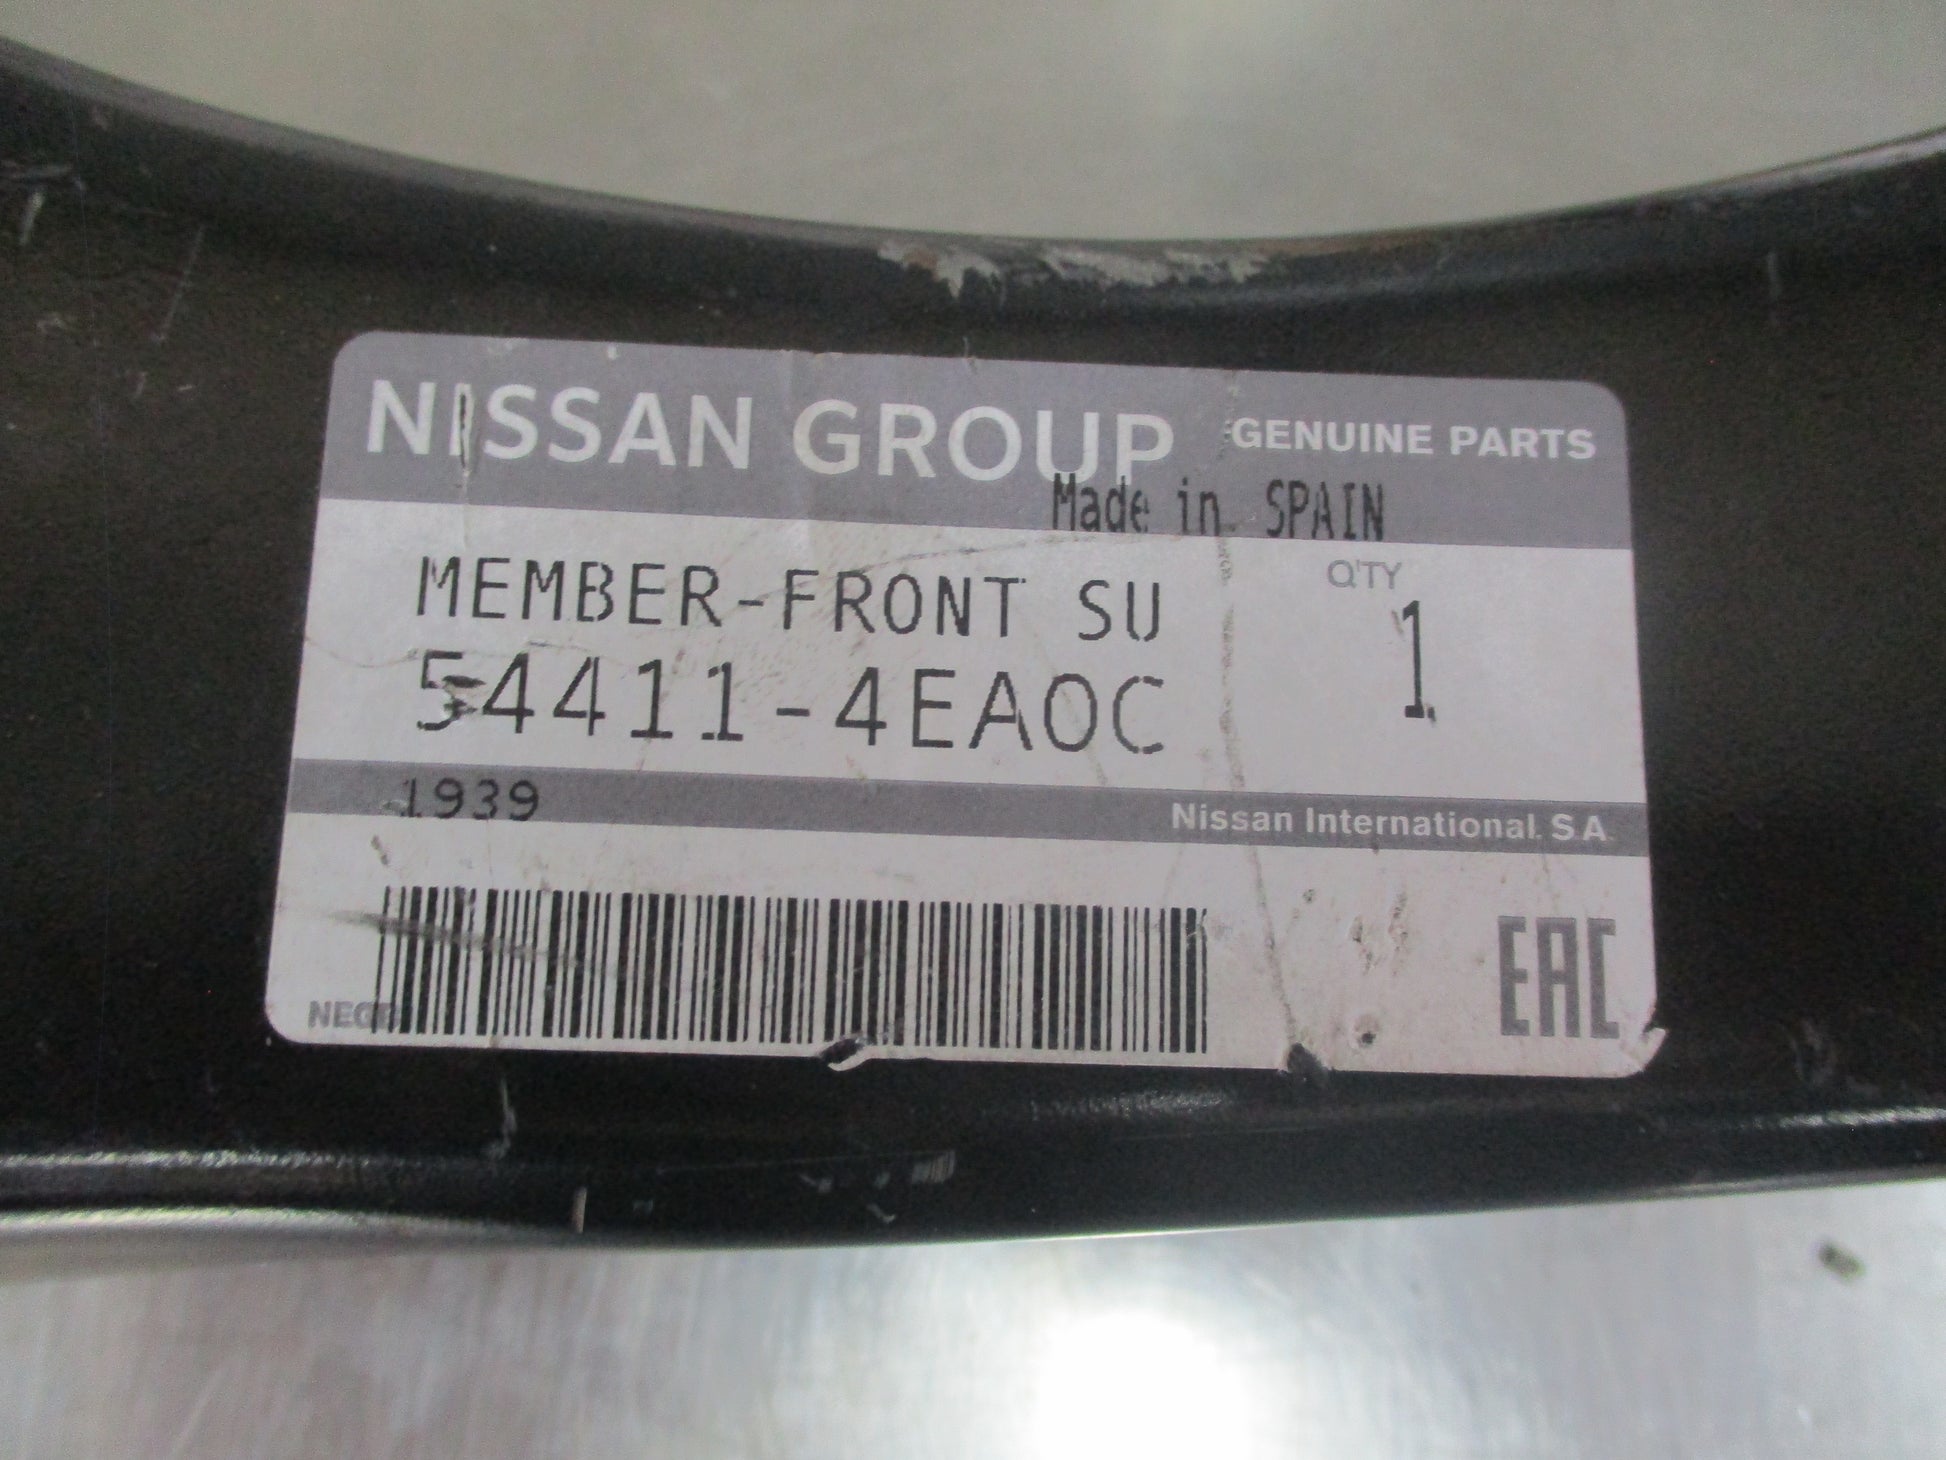 NISSAN GROUP GENUINE PARTS
Made in SPAIN
MEMBER-FRONT SU
Q'TY
54411-4EA0C
1
1939
Nissan International. S.A.
EAC